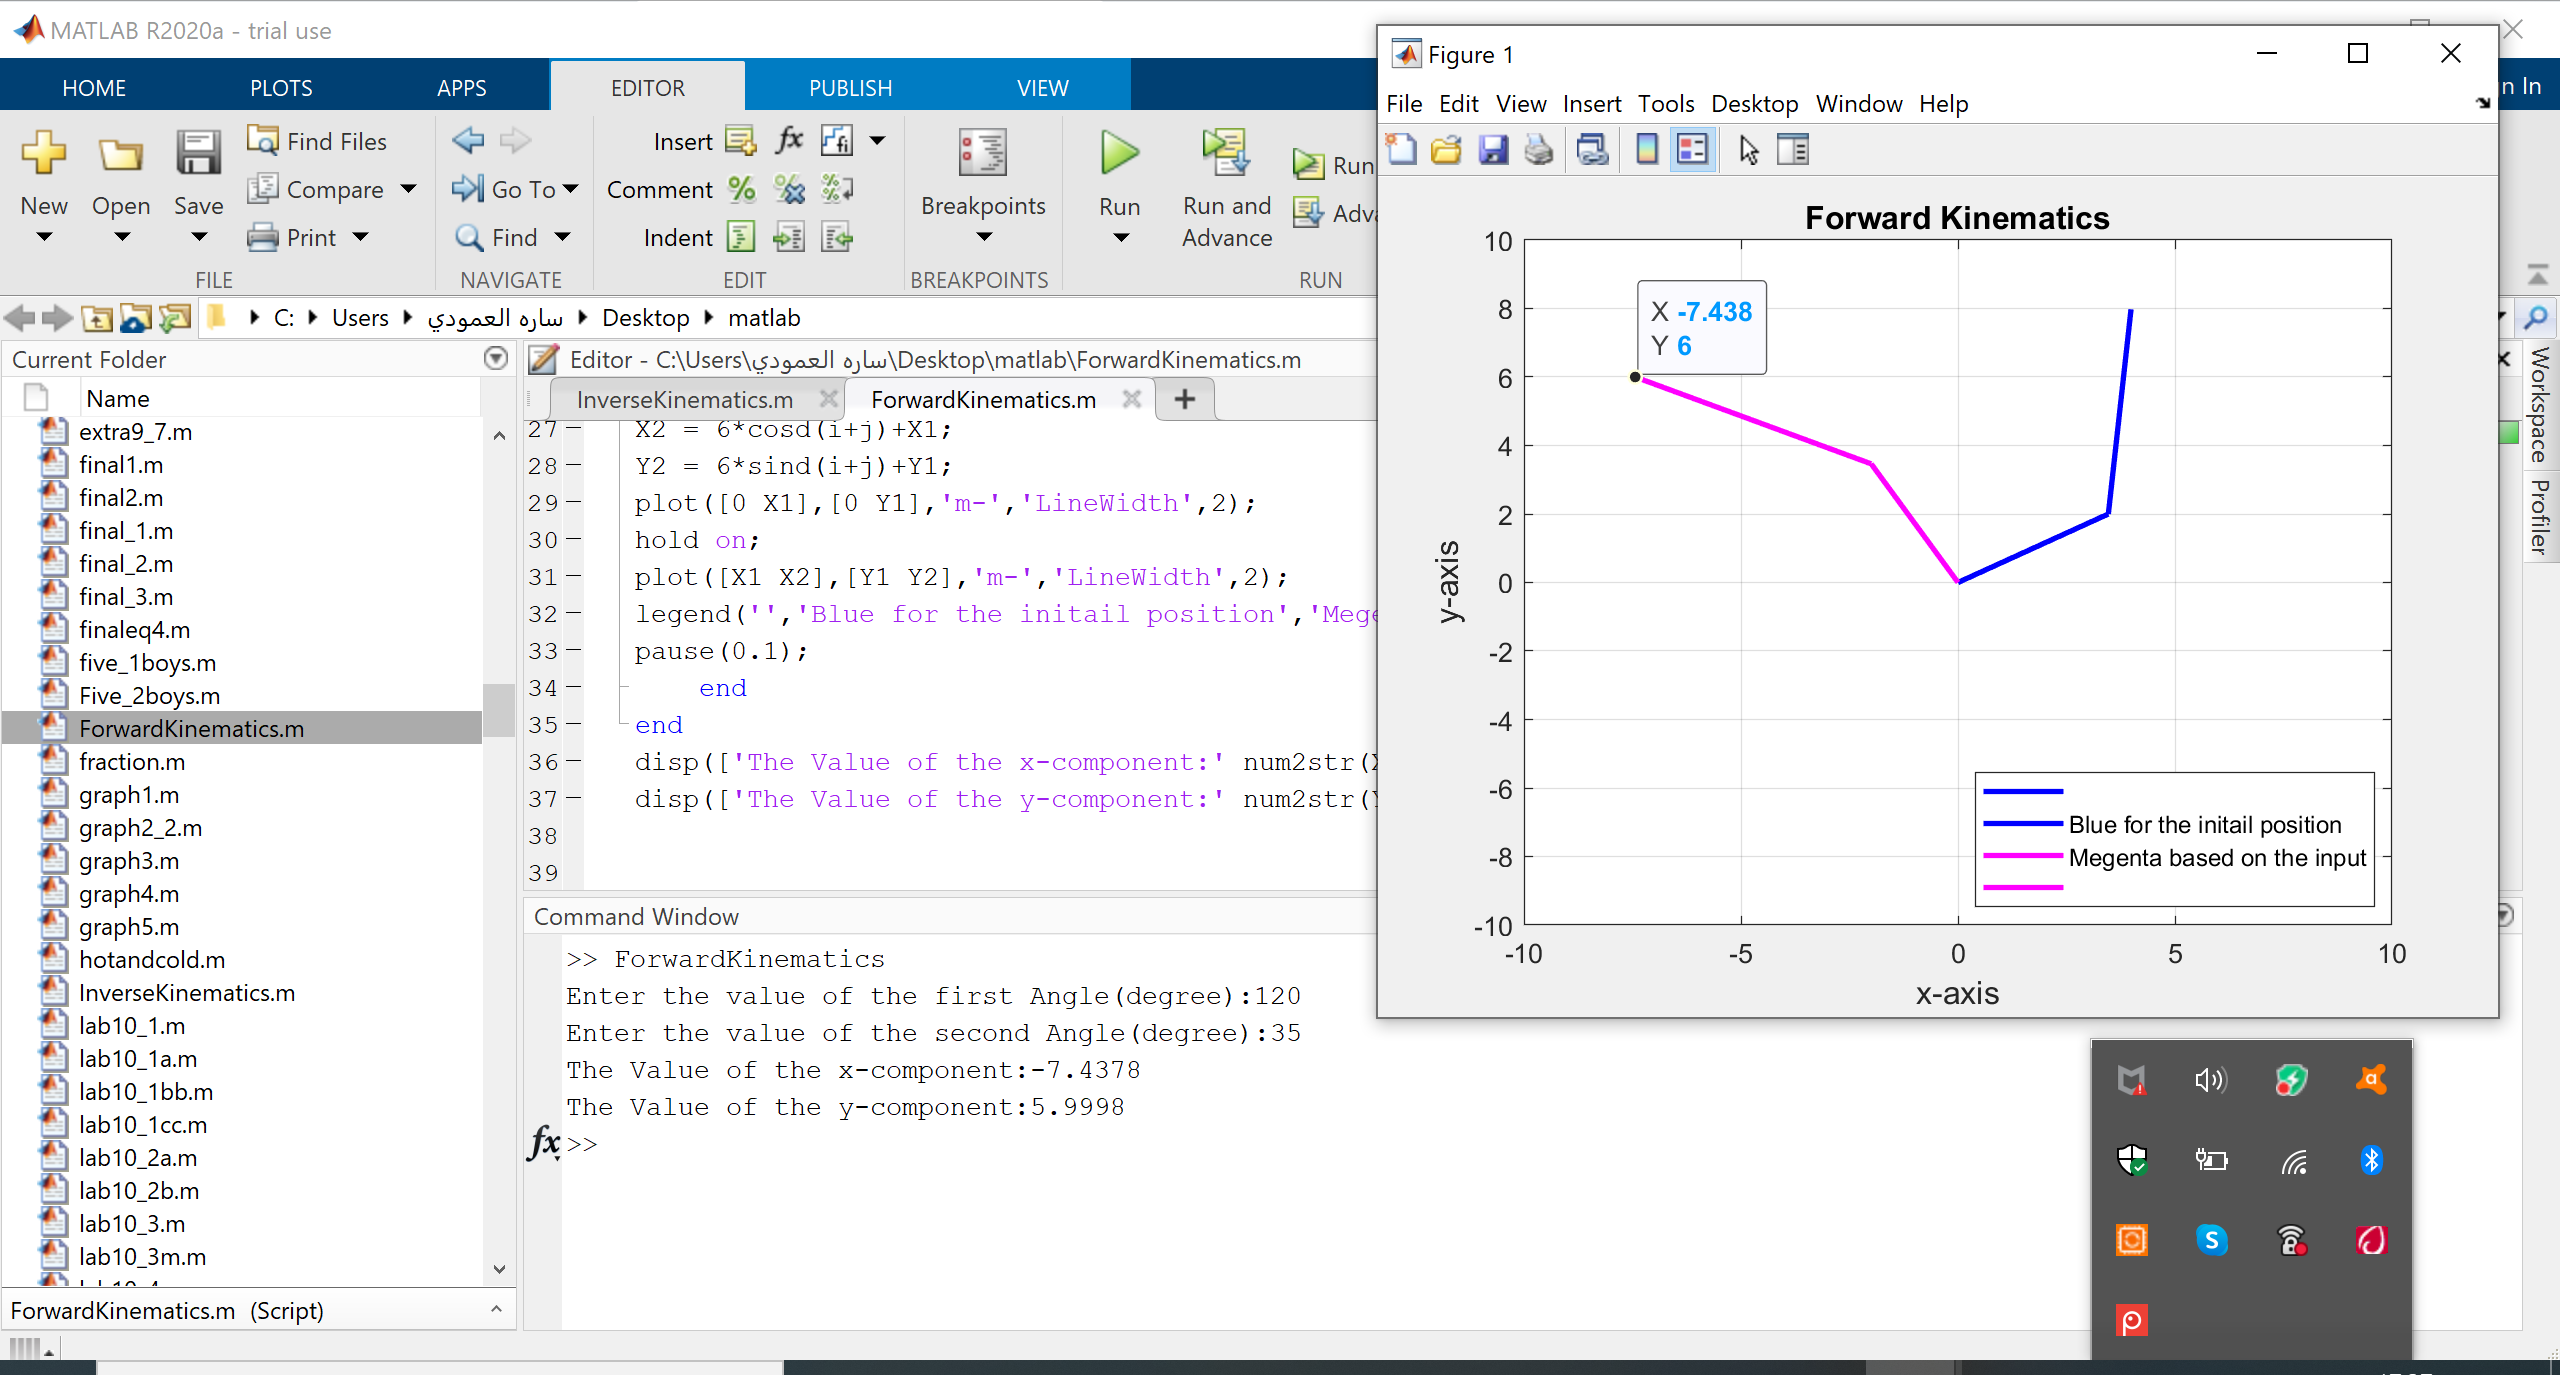 MATLAB R2020a - trial use
HOME
PLOTS
APPS
EDITOR
PUBLISH
VIEW
New
Open
Save
Find Files
Compare
Print
FILE
Go To
Find
NAVIGATE
Insert
fx
fi
Comment
Indent
EDIT
Breakpoints
BREAKPOINTS
Run
Run and
Advance
Run
RUN
C:
Users
ساره العمودي
Desktop
matlab
Current Folder
Name
extra9_7.m
final1.m
final2.m
final_1.m
final_2.m
final_3.m
finaleq4.m
five_1boys.m
Five_2boys.m
ForwardKinematics.m
fraction.m
graph1.m
graph2_2.m
graph3.m
graph4.m
graph5.m
hotandcold.m
InverseKinematics.m
lab10_1.m
lab10_1a.m
lab10_1bb.m
lab10_1cc.m
lab10_2a.m
lab10_2b.m
lab10_3.m
lab10_3m.m
ForwardKinematics.m (Script)
Editor - C:\Users\ساره العمودي\Desktop\matlab\ForwardKinematics.m
InverseKinematics.m
ForwardKinematics.m
27 X2 = 6*cosd(i+j)+X1;
28 Y2 = 6*sind(i+j)+Y1;
29 plot([0 X1],[0 Y1],'m-','LineWidth',2);
30 hold on;
31 plot([X1 X2],[Y1 Y2],'m-','LineWidth',2);
32 legend('','Blue for the initail position','Mege
33 pause(0.1);
34 end
35 end
36 disp(['The Value of the x-component:' num2str(X
37 disp(['The Value of the y-component:' num2str(Y
38
39
Command Window
>> ForwardKinematics
Enter the value of the first Angle(degree):120
Enter the value of the second Angle(degree):35
The Value of the x-component:-7.4378
The Value of the y-component:5.9998
fx >>
Figure 1
File Edit View Insert Tools Desktop Window Help
Forward Kinematics
X -7.438
Y 6
10
8
6
4
2
0
-2
-4
-6
-8
-10
y-axis
-10 -5 0 5 10
x-axis
Blue for the initail position
Megenta based on the input
n In
Workspace
Profiler